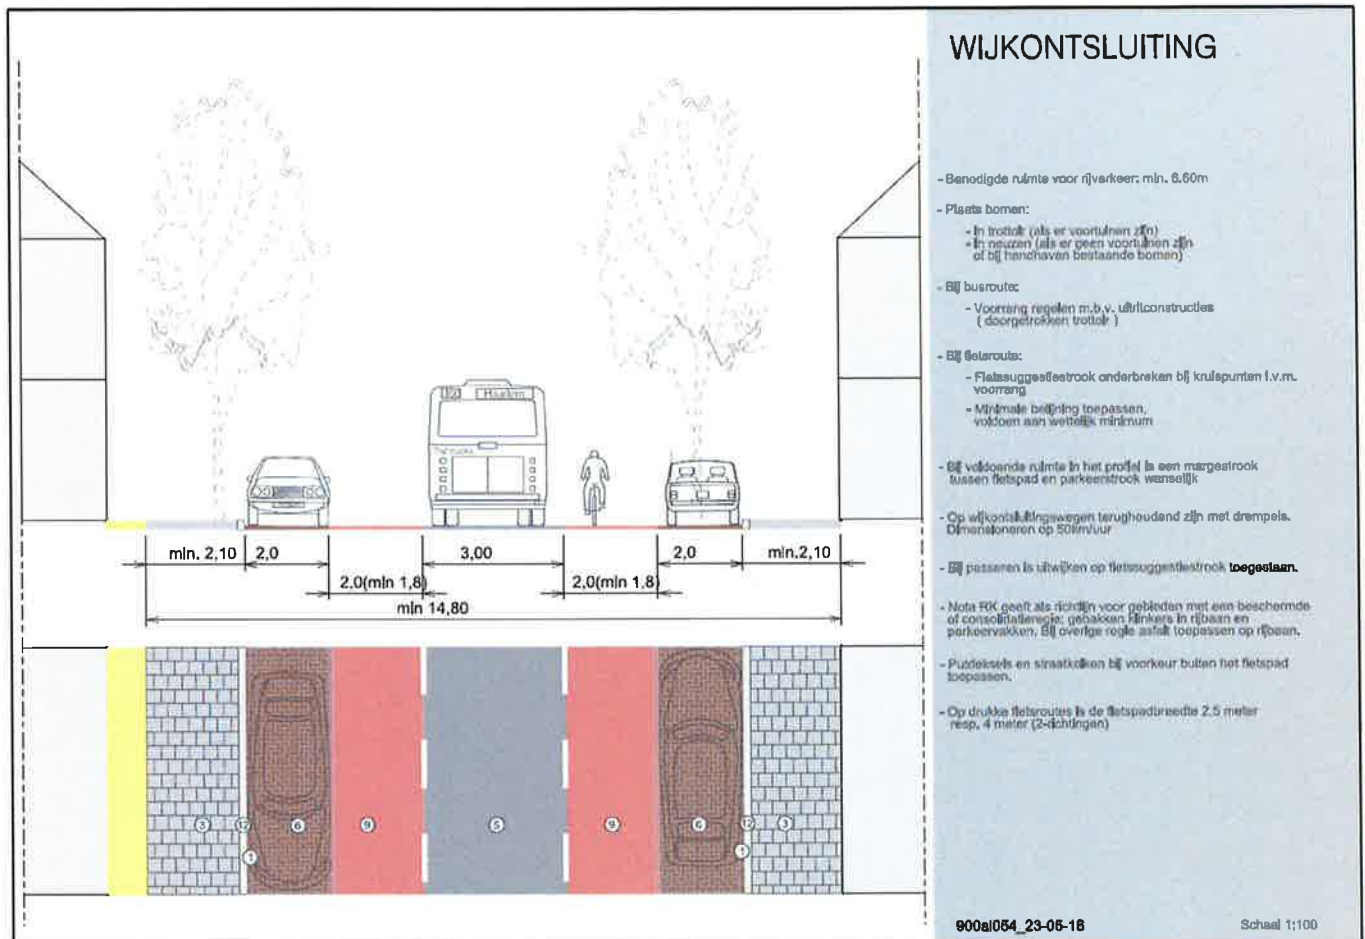 WIJKONTSLUITING
- Benodigde ruimte voor rijverkeer: min. 6.60m
- Plaats bomen:
- In trottoir (als er voortuinen zijn)
- In neuzen (als er geen voortuinen zijn
of bij handhaven bestaande bomen)
- Bij busroute:
- Voorrang regelen m.b.v. uitritconstructies
( doorgetrokken trottoir )
- Bij fietsroute:
- Fietssuggestiestrook onderbreken bij kruispunten i.v.m.
voorrang
- Minimale belijning toepassen,
voldoen aan wettelijk minimum
- Bij voldoende ruimte in het profiel is een margestrook
tussen fietspad en parkeerstrook wenselijk
- Op wijkontsluitingswegen terughoudend zijn met drempels.
Dimensioneren op 50km/uur
- Bij passeren is uitwijken op fietssuggestiestrook toegestaan.
- Nota RK geeft als richtlijn voor gebieden met een beschermde
of consolidatieregie: gebakken klinkers in rijbaan en
parkeervakken. Bij overige regie asfalt toepassen op rijbaan.
- Putdeksels en straatkolken bij voorkeur buiten het fietspad
toepassen.
- Op drukke fietsroutes is de fietspadbreedte 2,5 meter
resp. 4 meter (2-richtingen)
900al054_23-05-16
Schaal 1:100
Haarlem
min. 2,10
2,0
3,00
2,0
min.2,10
2,0(min 1,8)
2,0(min 1,8)
min 14,80
3
12
6
9
5
9
6
12
3
1
1